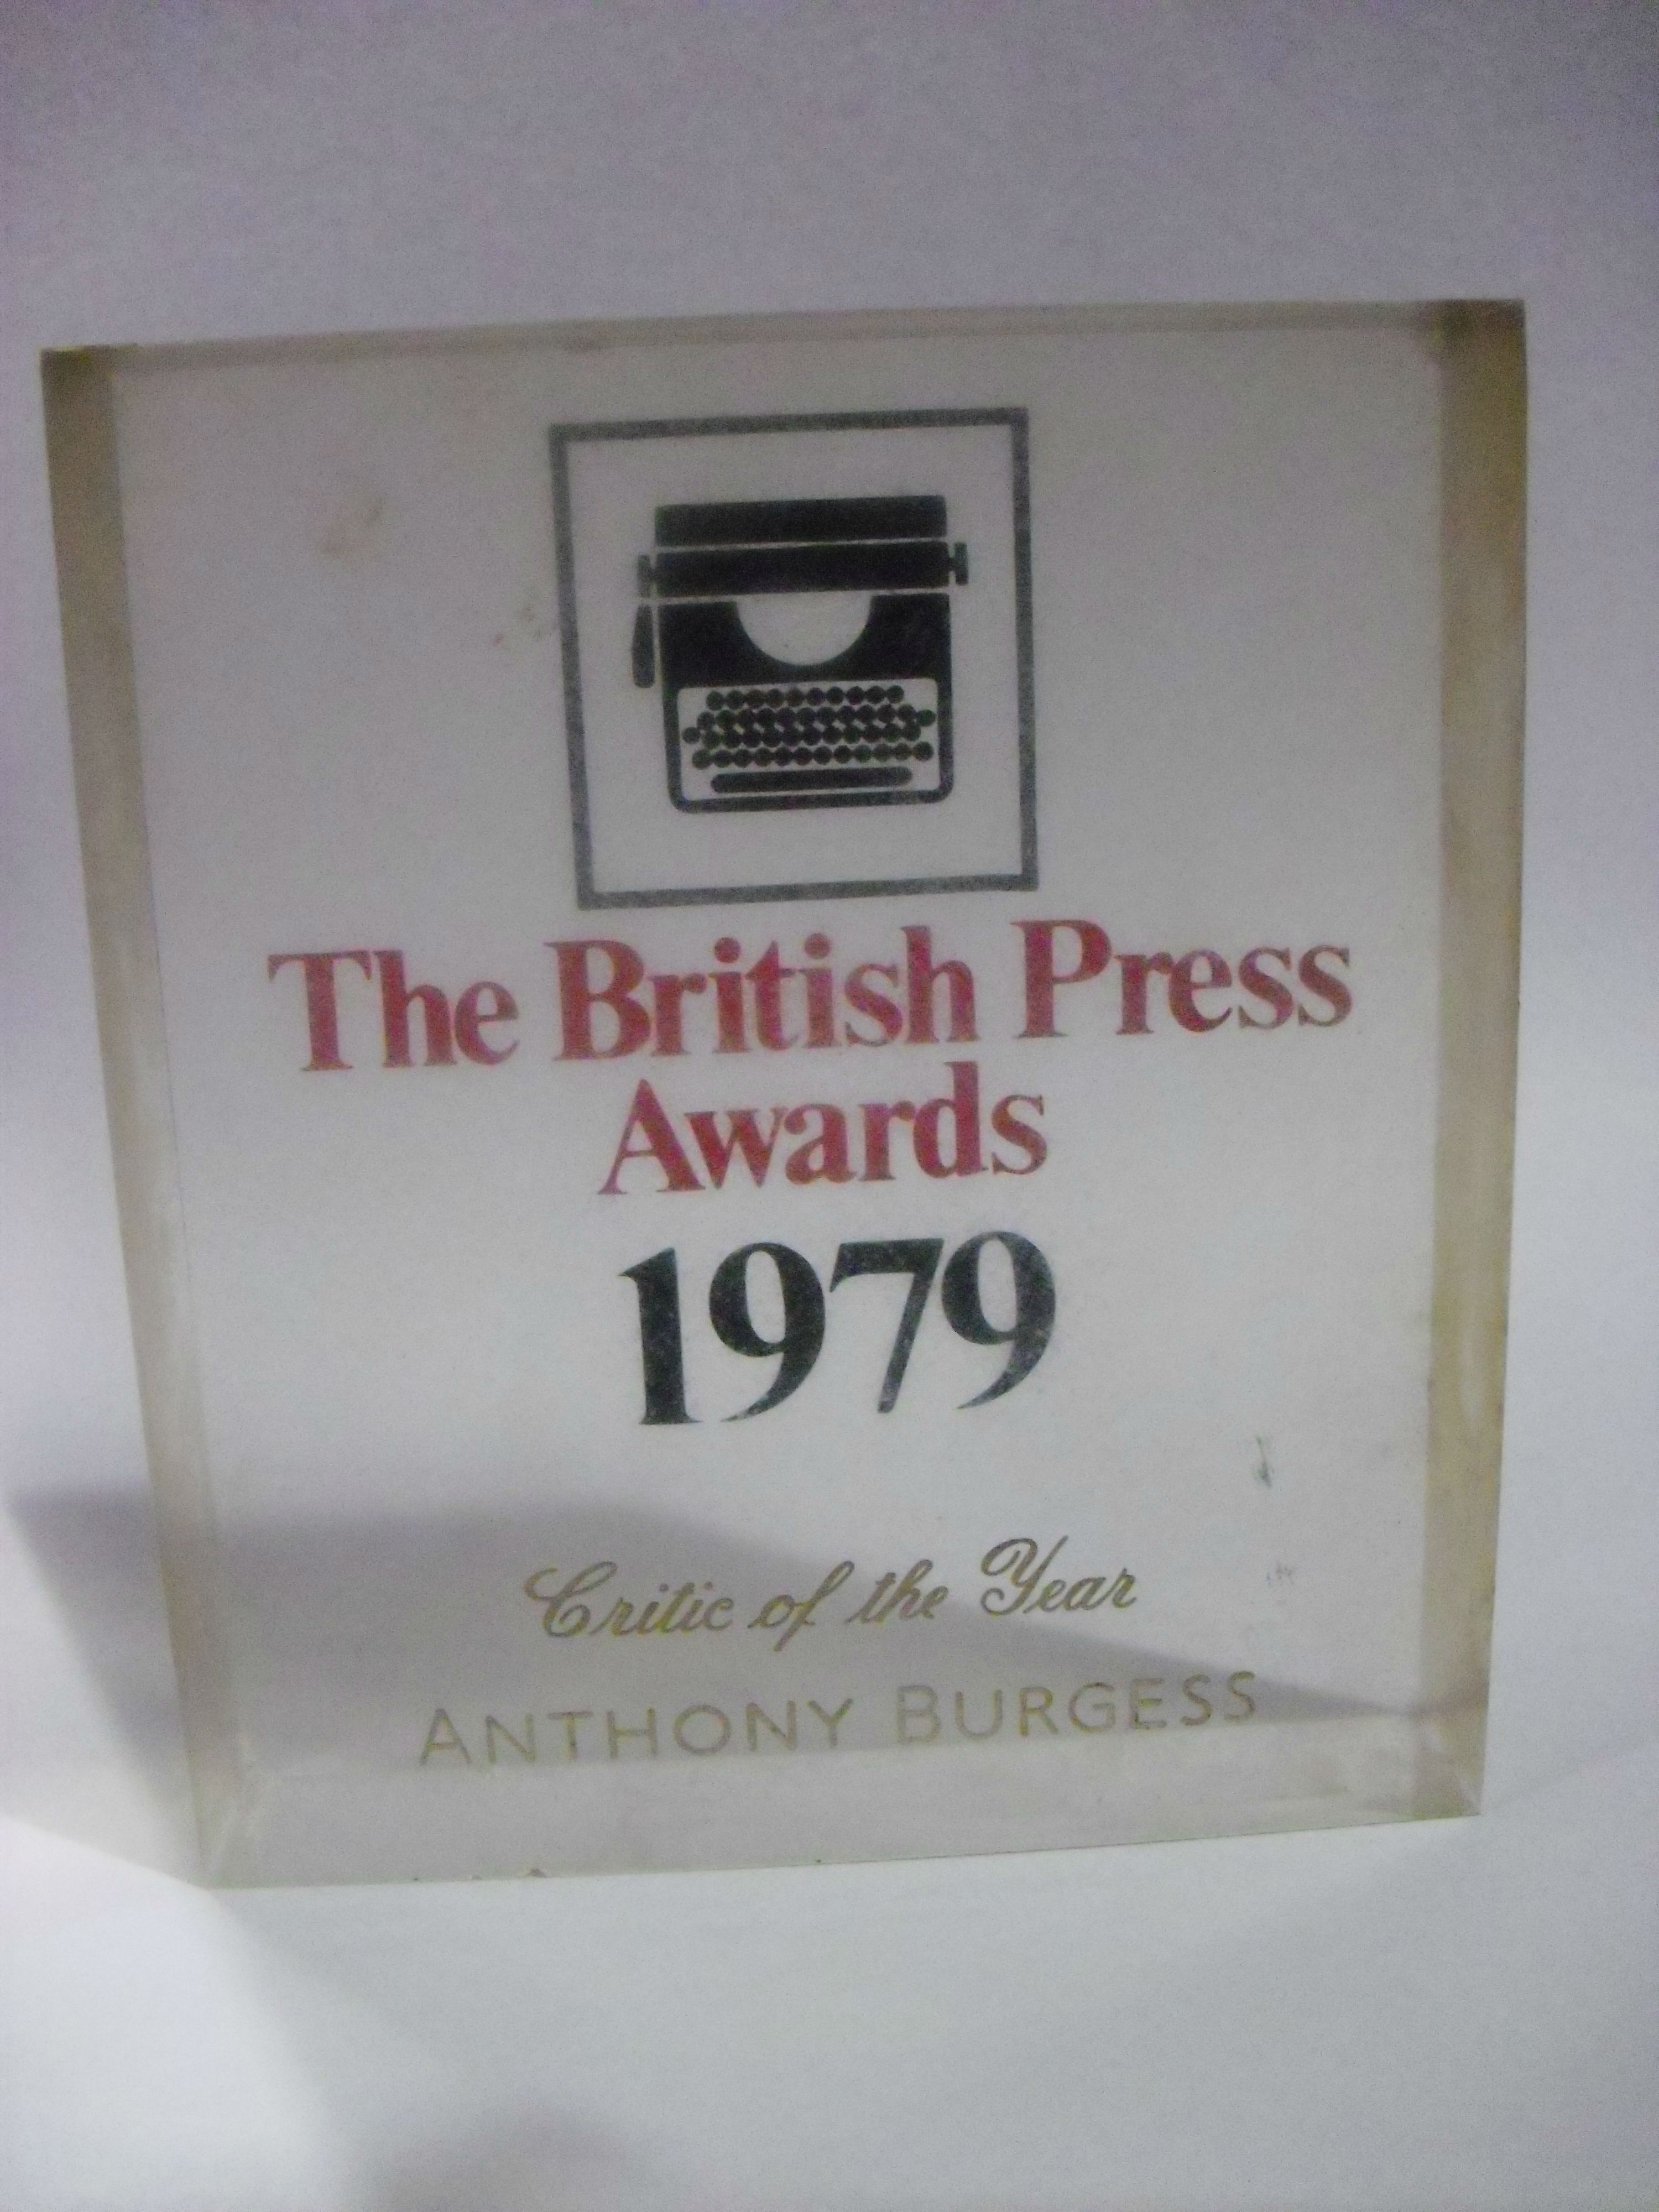 The British Press
Awards
1979
Critic of the Year
ANTHONY BURGESS